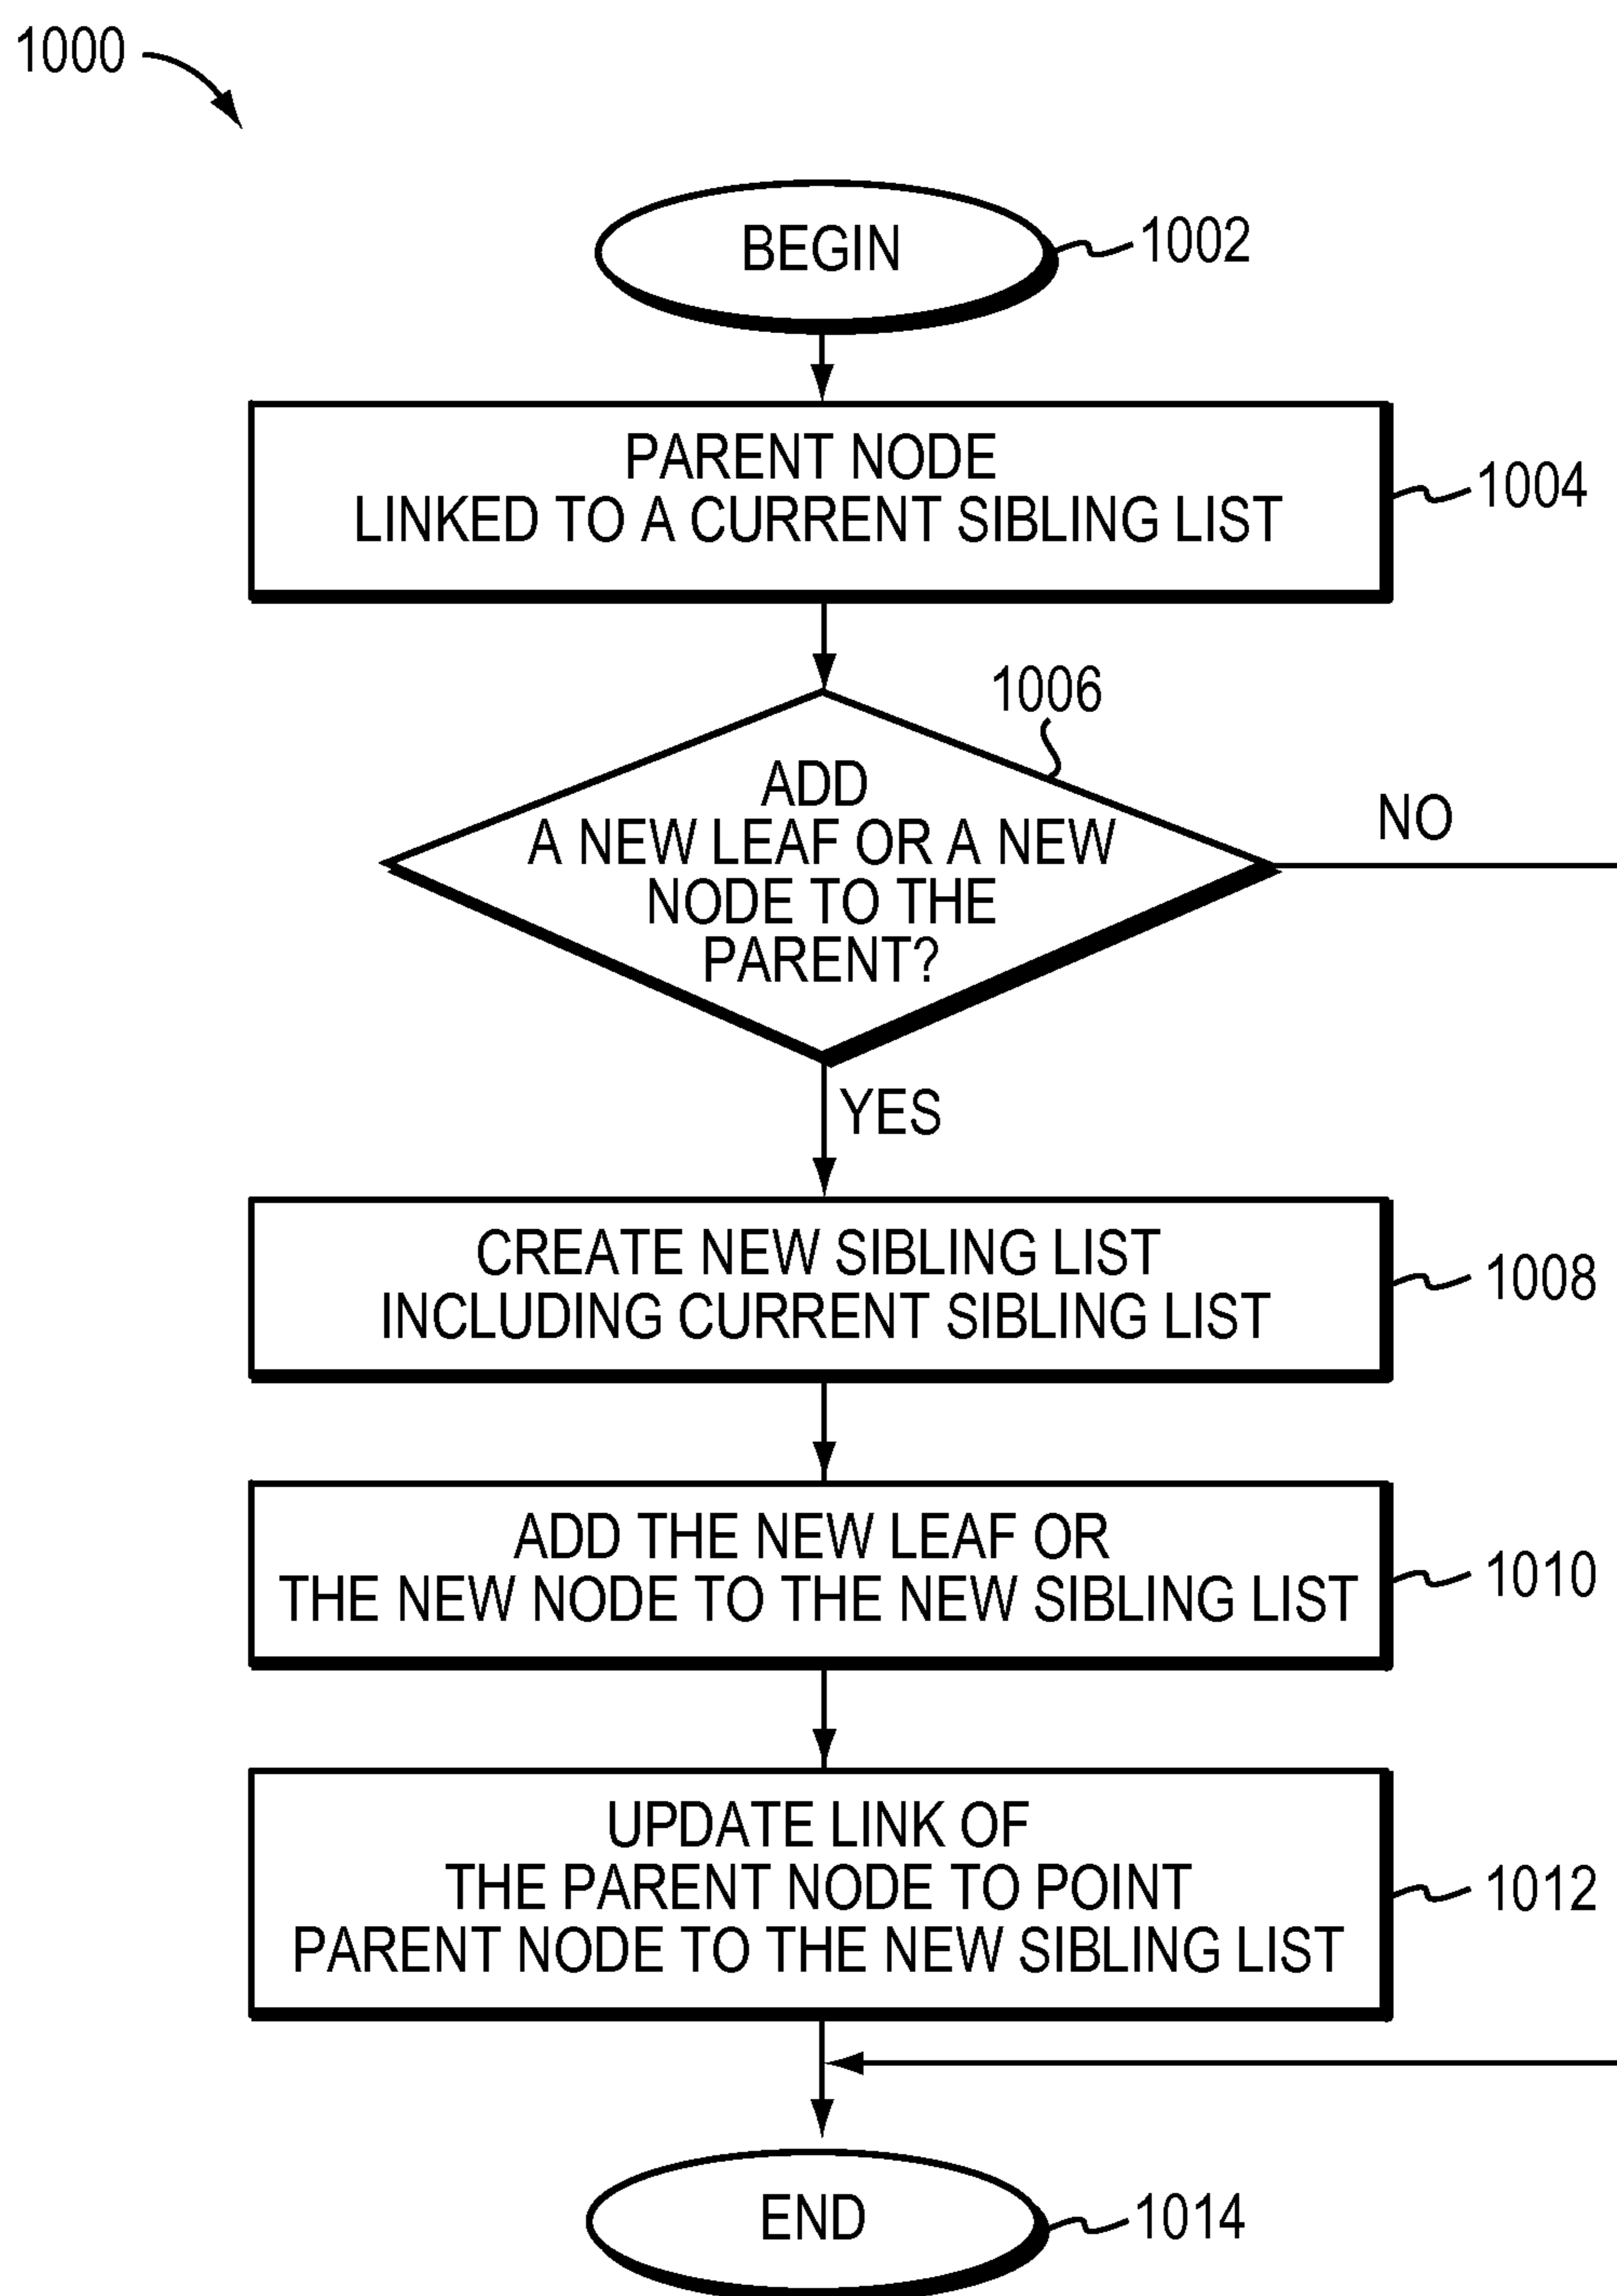 1000
BEGIN
1002
PARENT NODE
LINKED TO A CURRENT SIBLING LIST
1004
1006
ADD
A NEW LEAF OR A NEW
NODE TO THE
PARENT?
NO
YES
CREATE NEW SIBLING LIST
INCLUDING CURRENT SIBLING LIST
1008
ADD THE NEW LEAF OR
THE NEW NODE TO THE NEW SIBLING LIST
1010
UPDATE LINK OF
THE PARENT NODE TO POINT
PARENT NODE TO THE NEW SIBLING LIST
1012
END
1014